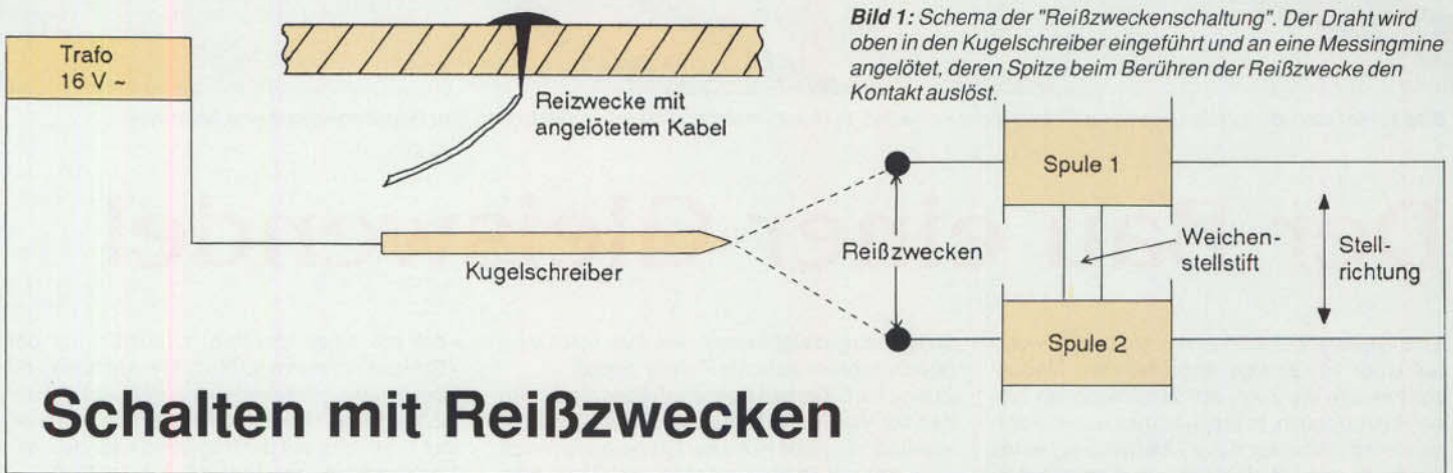 Bild 1: Schema der "Reißzweckenschaltung". Der Draht wird
oben in den Kugelschreiber eingeführt und an eine Messingmine
angelötet, deren Spitze beim Berühren der Reißzwecke den
Kontakt auslöst.
Trafo
16 V ~
Reizwecke mit
angelötetem Kabel
Kugelschreiber
Reißzwecken
Spule 1
Weichen-
stellstift
Stell-
richtung
Spule 2
Schalten mit Reißzwecken